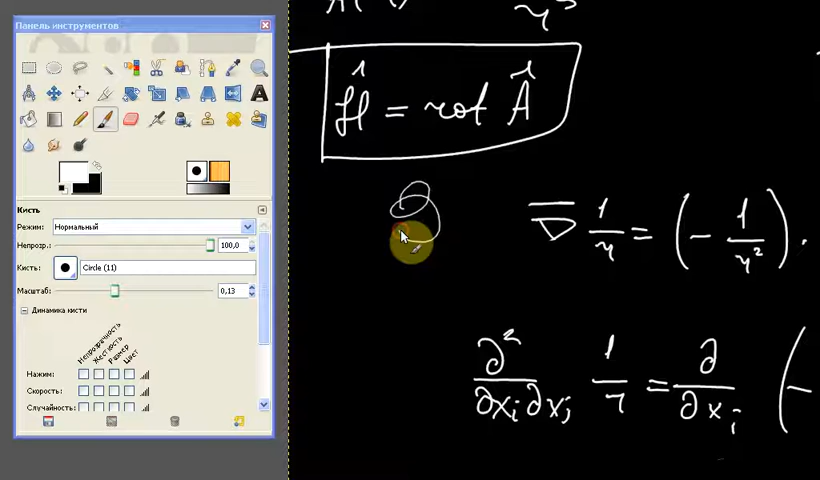 Панель инструментов
Кисть
Режим: Нормальный
Непрозр.: 100,0
Кисть: Circle (11)
Масштаб: 0,13
Динамика кисти
Непрозрачность
Жесткость
Размер
Цвет
Нажим:
Скорость:
Случайность:
Ĥ = rot Â
∇ 1/r = (- 1/r²).
∂²/∂xᵢ∂xⱼ 1/r = ∂/∂xᵢ (-